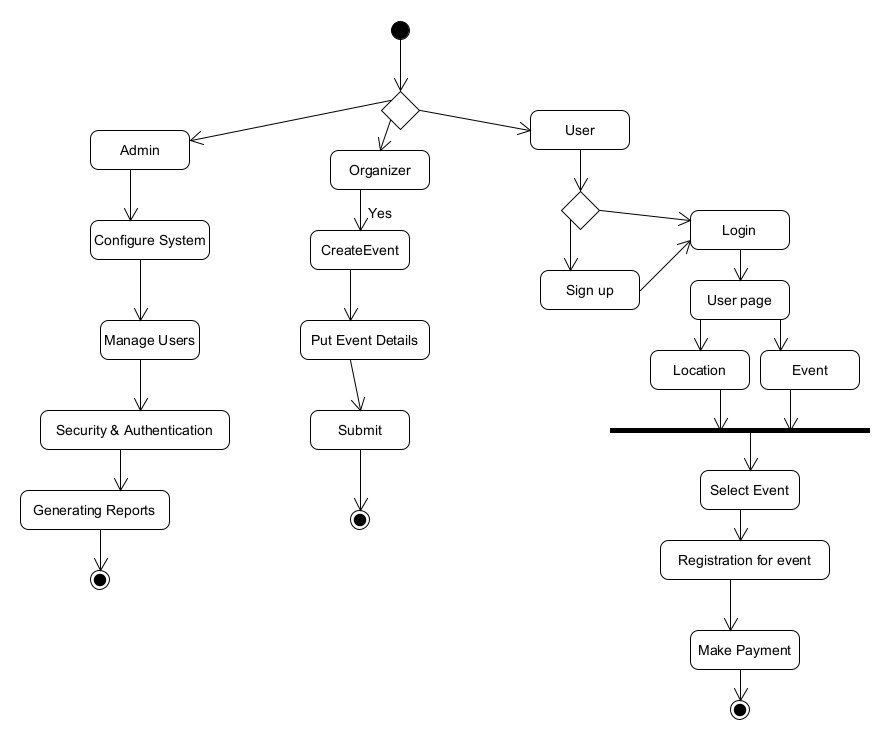 User
Admin
Organizer
Yes
Configure System
CreateEvent
Login
Sign up
User page
Manage Users
Put Event Details
Location
Event
Security & Authentication
Submit
Select Event
Generating Reports
Registration for event
Make Payment